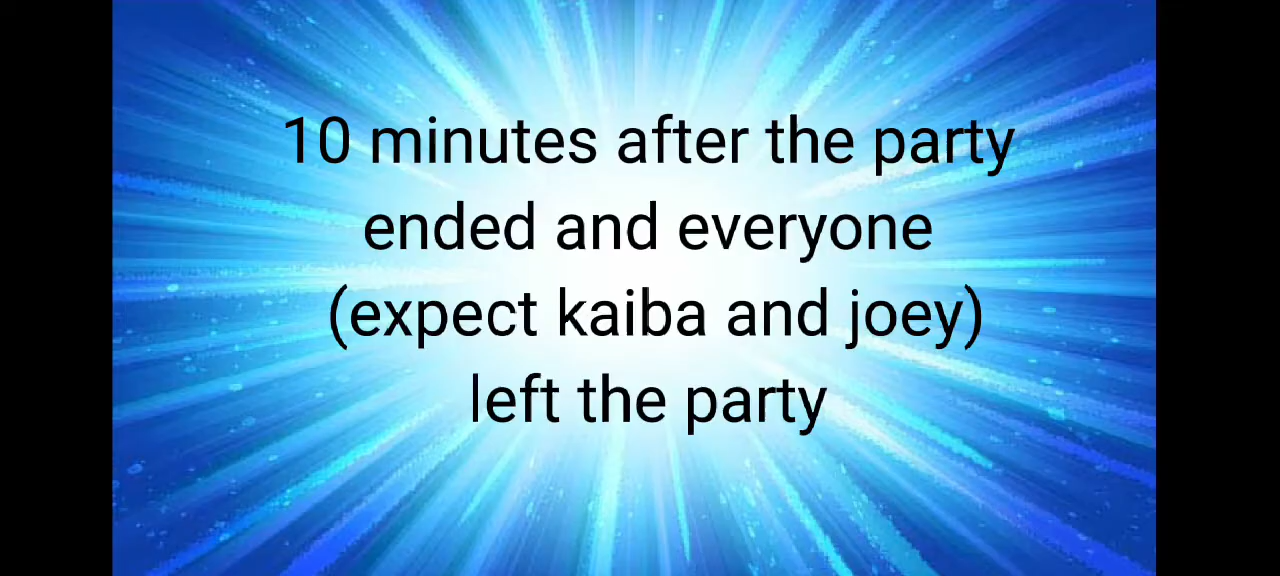 10 minutes after the party
ended and everyone
(expect kaiba and joey)
left the party